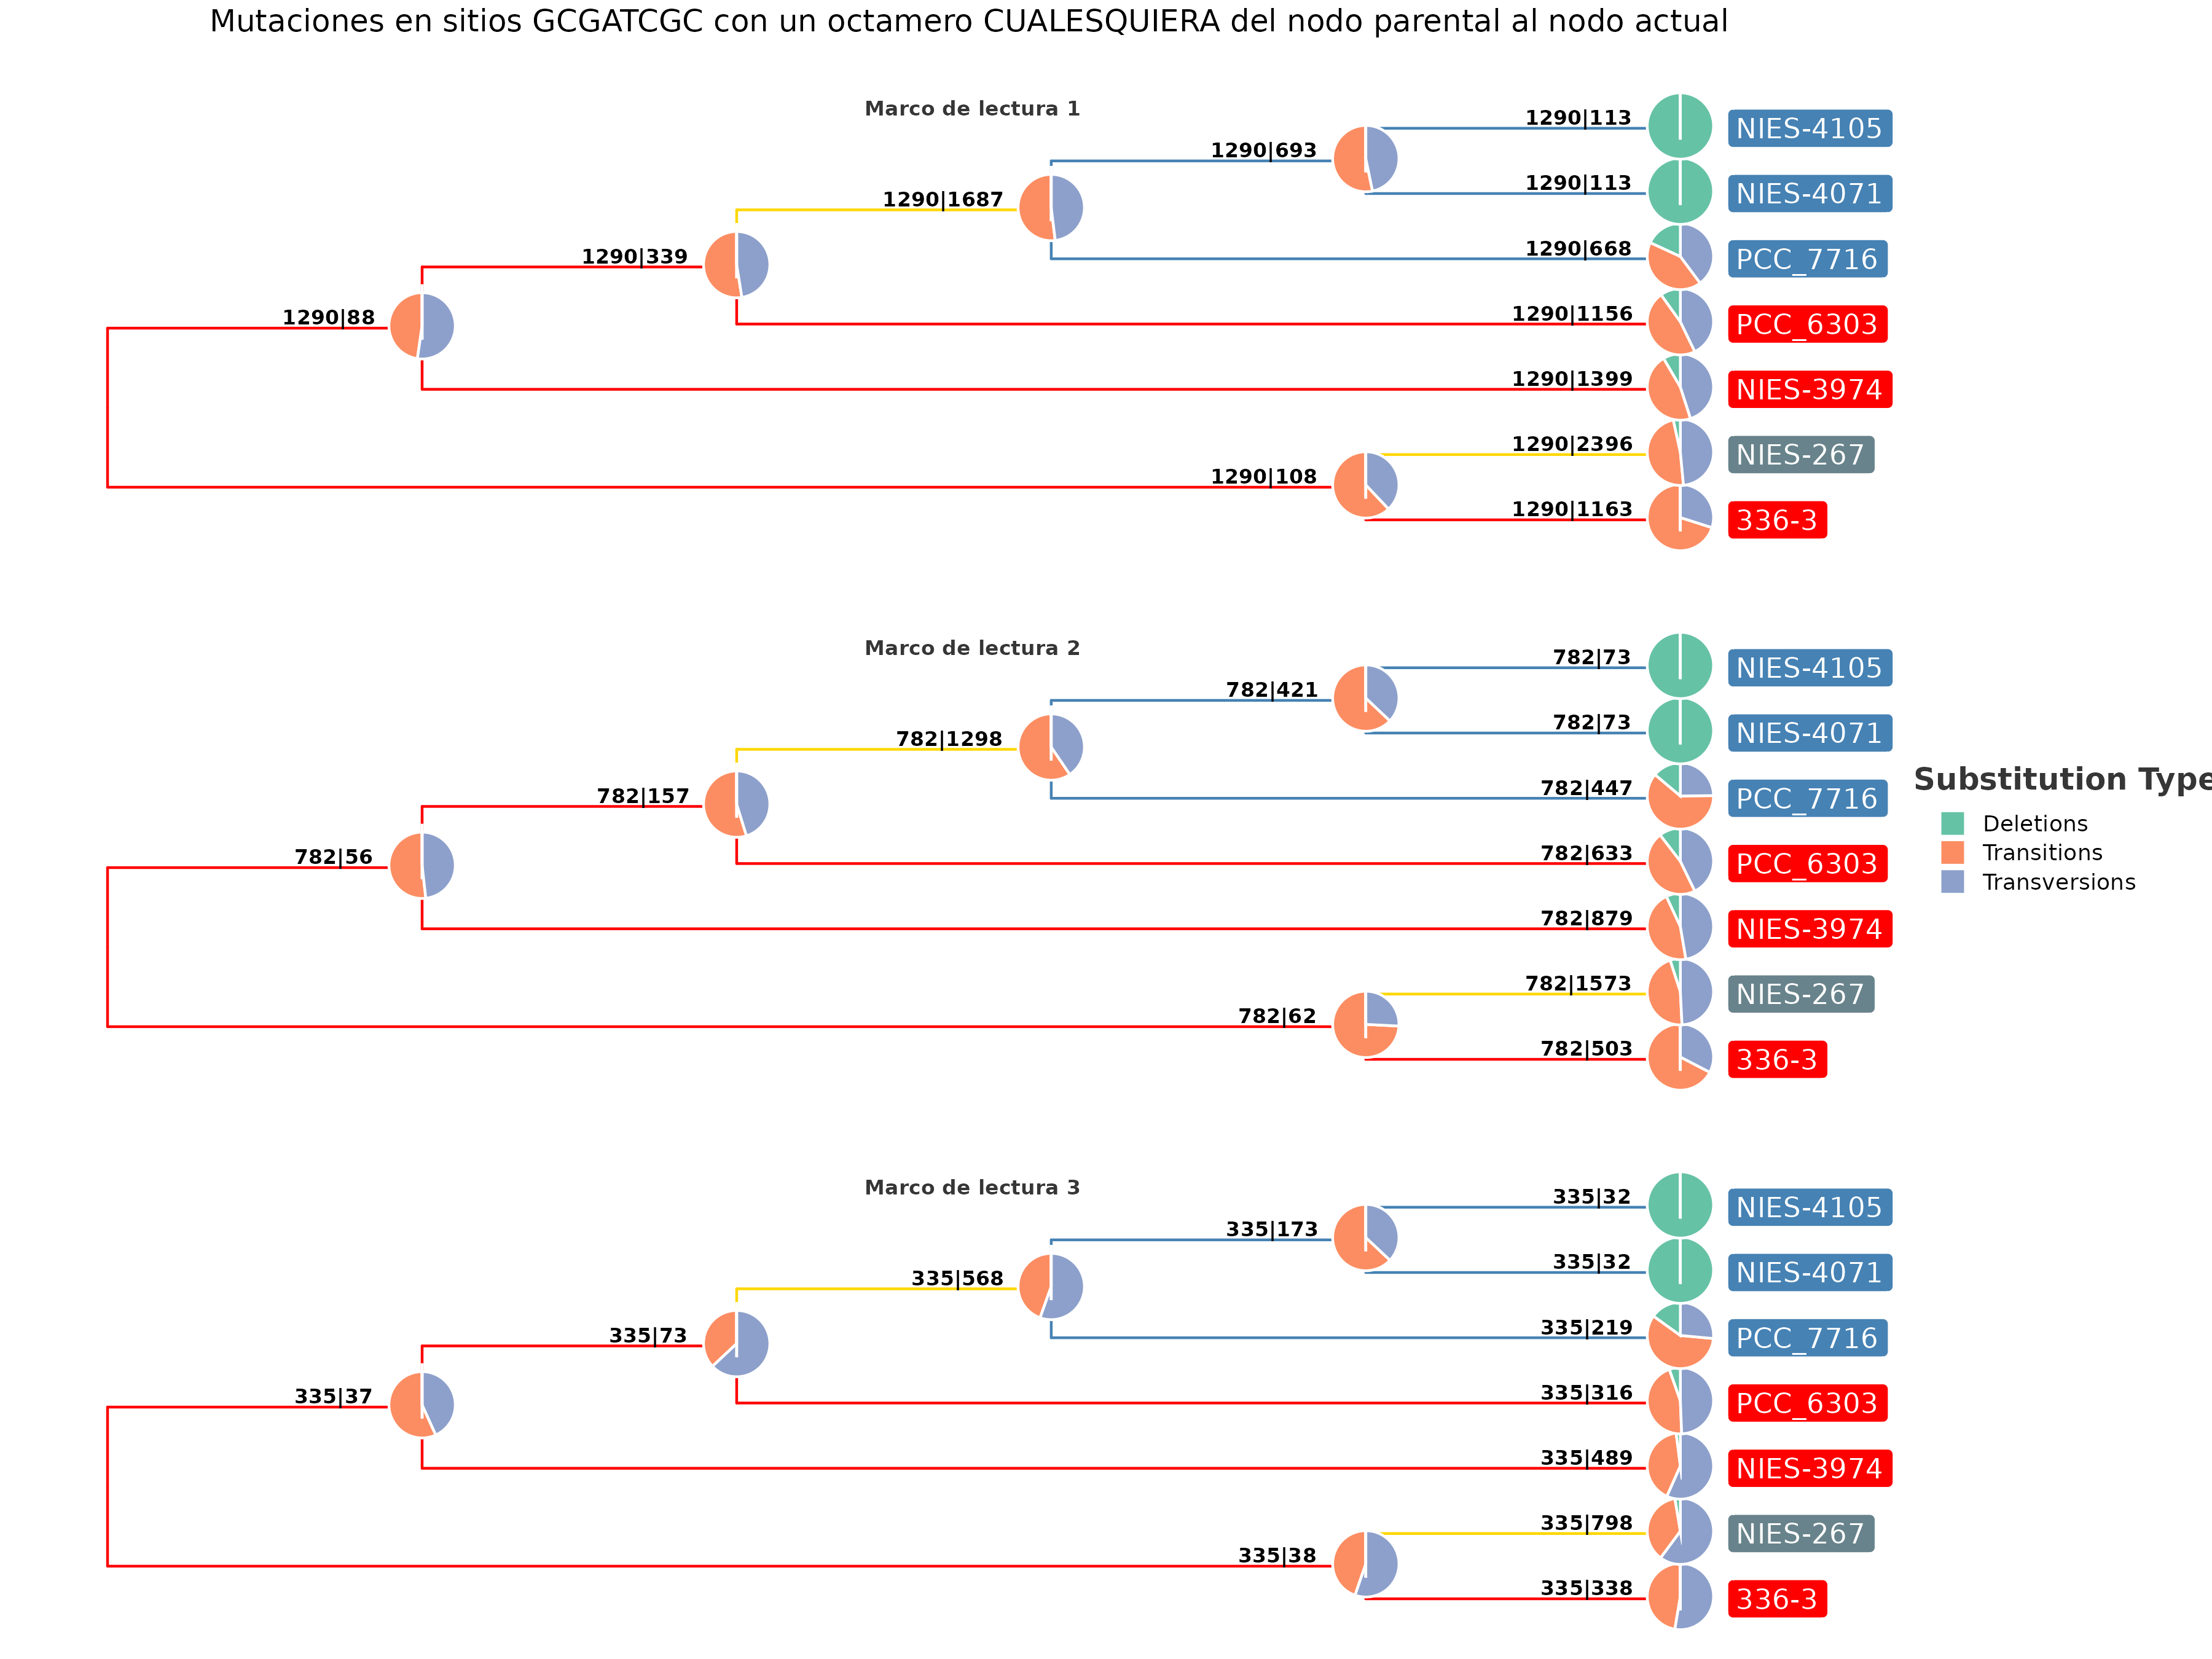 Mutaciones en sitios GCGATCGC con un octamero CUALESQUIERA del nodo parental al nodo actual
Marco de lectura 1
1290|113
NIES-4105
1290|693
1290|113
NIES-4071
1290|1687
1290|668
PCC_7716
1290|339
1290|1156
PCC_6303
1290|88
1290|1399
NIES-3974
1290|2396
NIES-267
1290|108
1290|1163
336-3
Marco de lectura 2
782|73
NIES-4105
782|421
782|73
NIES-4071
782|1298
782|447
PCC_7716
782|157
782|633
PCC_6303
782|56
782|879
NIES-3974
782|1573
NIES-267
782|62
782|503
336-3
Substitution Type
Deletions
Transitions
Transversions
Marco de lectura 3
335|32
NIES-4105
335|173
335|32
NIES-4071
335|568
335|219
PCC_7716
335|73
335|316
PCC_6303
335|37
335|489
NIES-3974
335|798
NIES-267
335|38
335|338
336-3